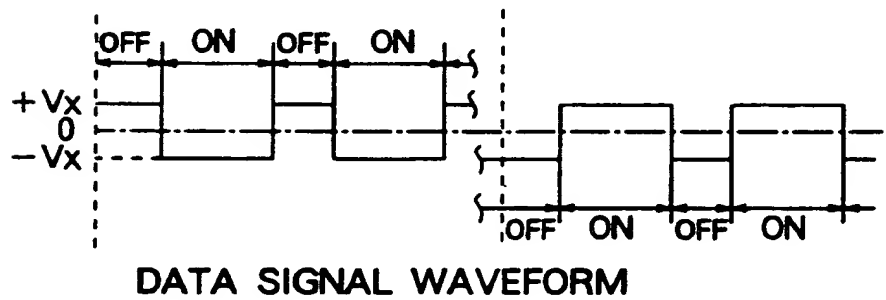 OFF ON OFF ON
+Vx
0
−Vx
OFF ON OFF ON
DATA SIGNAL WAVEFORM